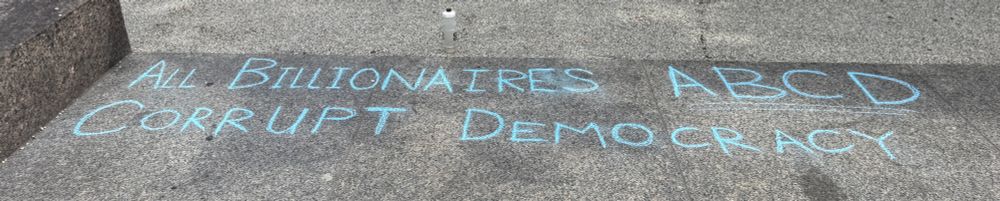 ALL BILLIONAIRES ABCD
CORRUPT DEMOCRACY